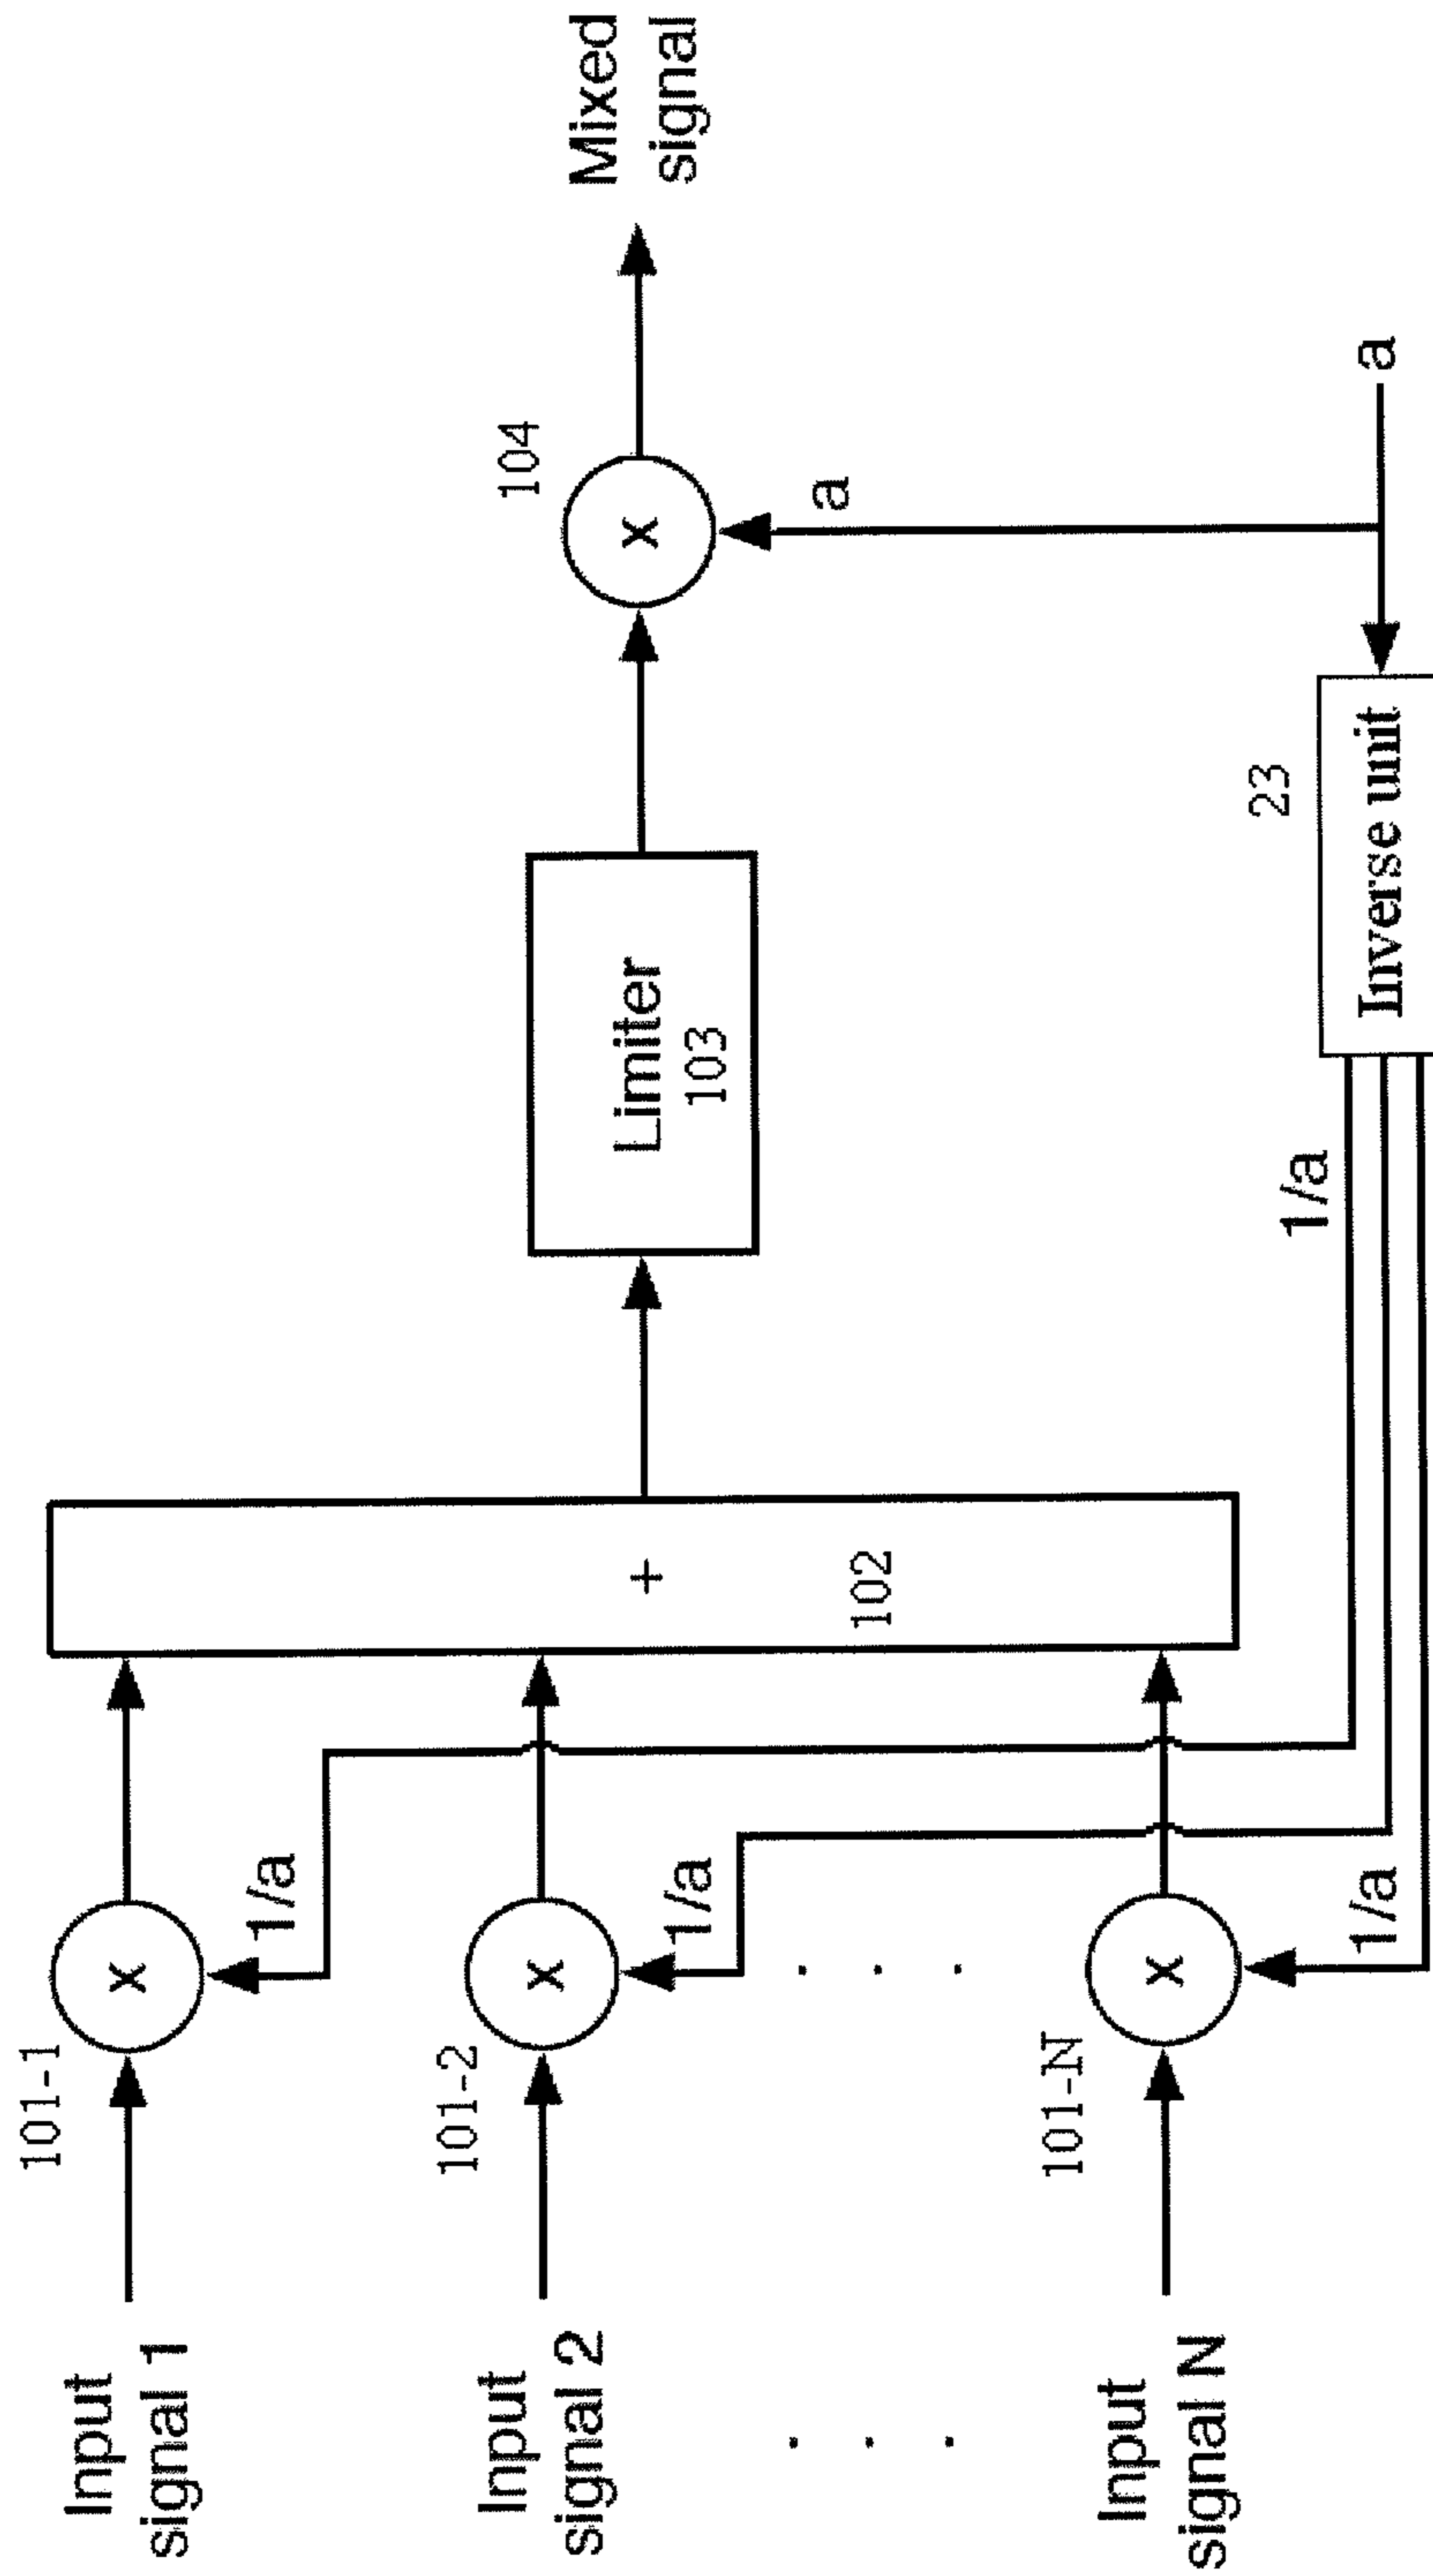 Input
signal 1
101-1
x
1/a
Input
signal 2
101-2
x
1/a
. . .
. . .
Input
signal N
101-N
x
1/a
+
102
Limiter
103
104
x
a
Mixed
signal
1/a
23
Inverse unit
a